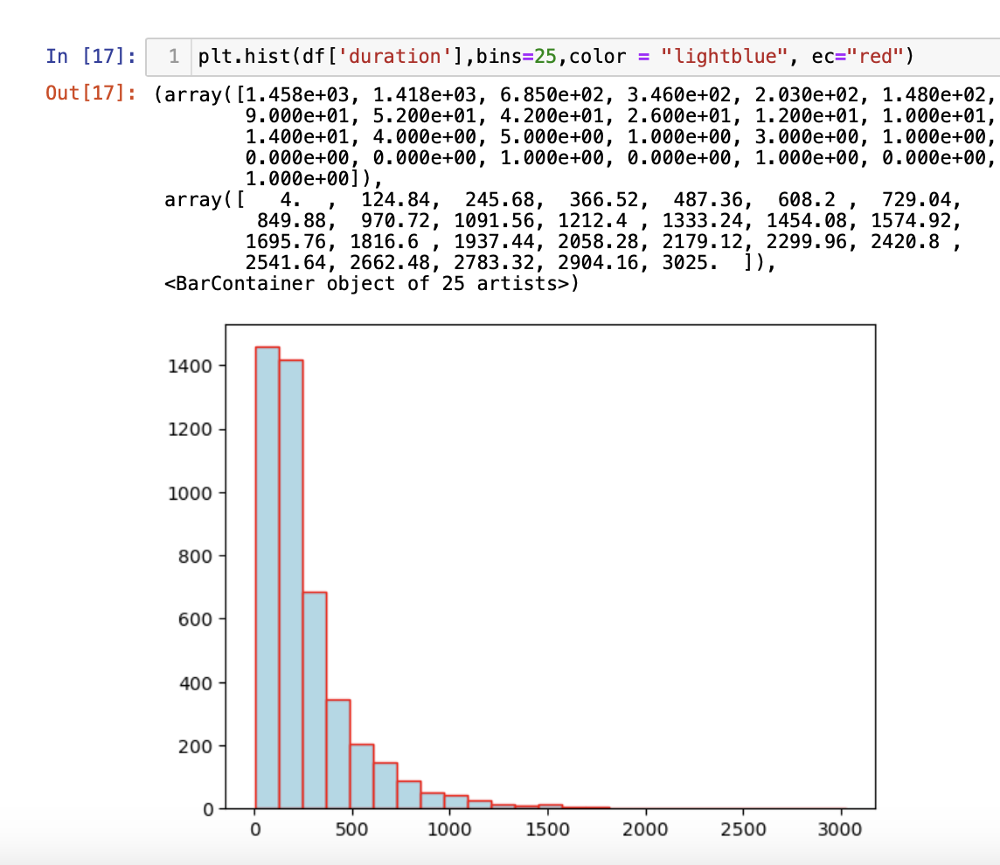 In [17]: 1 plt.hist(df['duration'],bins=25,color = "lightblue", ec="red")
Out[17]: (array([1.458e+03, 1.418e+03, 6.850e+02, 3.460e+02, 2.030e+02, 1.480e+02,
9.000e+01, 5.200e+01, 4.200e+01, 2.600e+01, 1.200e+01, 1.000e+01,
1.400e+01, 4.000e+00, 5.000e+00, 1.000e+00, 3.000e+00, 1.000e+00,
0.000e+00, 0.000e+00, 1.000e+00, 0.000e+00, 1.000e+00, 0.000e+00,
1.000e+00]),
array([   4.  ,  124.84,  245.68,  366.52,  487.36,  608.2 ,  729.04,
849.88,  970.72, 1091.56, 1212.4 , 1333.24, 1454.08, 1574.92,
1695.76, 1816.6 , 1937.44, 2058.28, 2179.12, 2299.96, 2420.8 ,
2541.64, 2662.48, 2783.32, 2904.16, 3025.  ]),
<BarContainer object of 25 artists>)
1400
1200
1000
800
600
400
200
0
0 500 1000 1500 2000 2500 3000